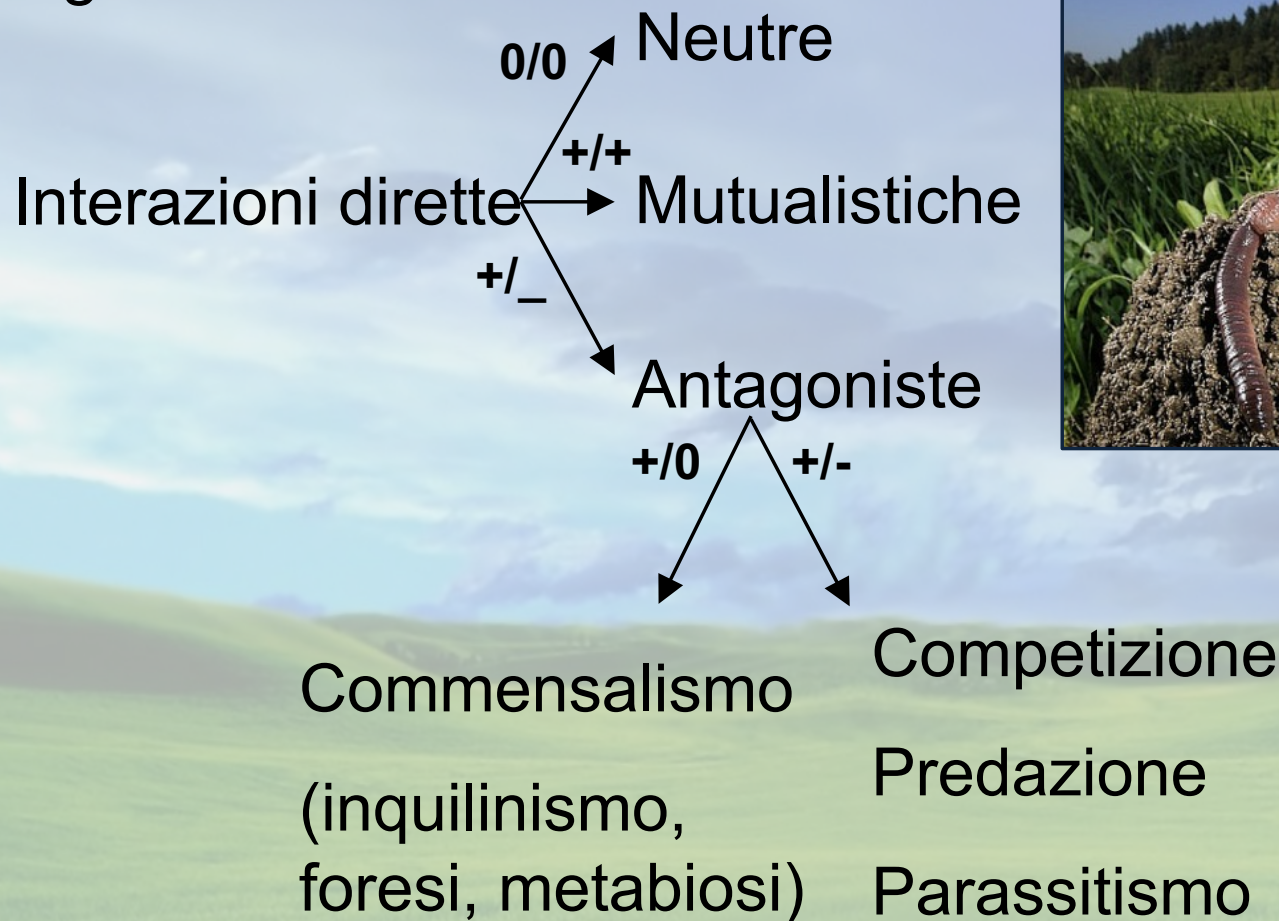 0/0
Neutre
+/+
Interazioni dirette
Mutualistiche
+/_
Antagoniste
+/0
+/-
Commensalismo
(inquilinismo,
foresi, metabiosi)
Competizione
Predazione
Parassitismo